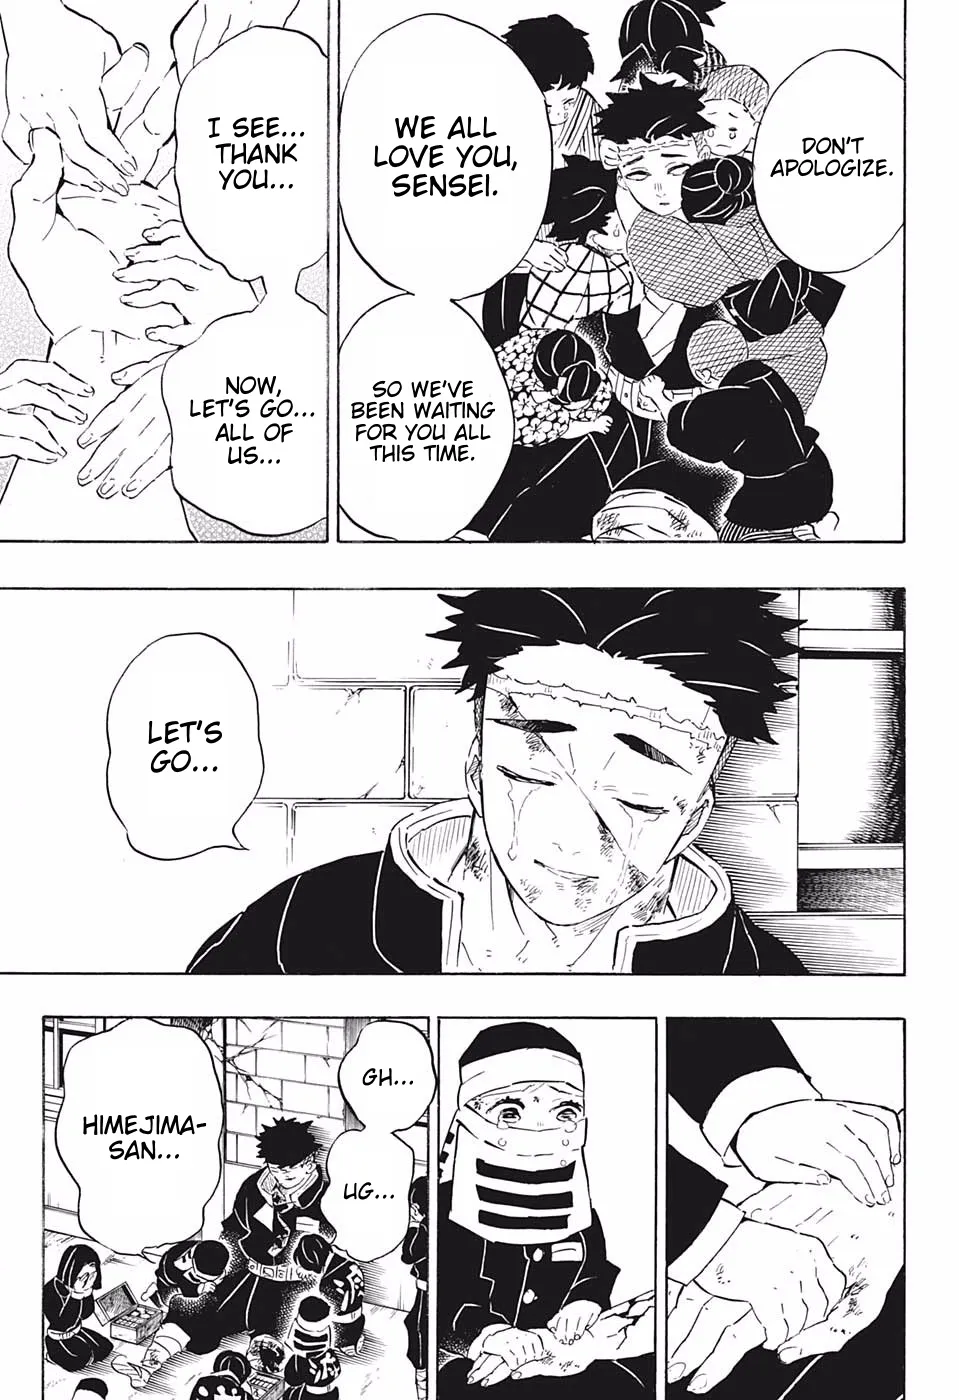 DON'T
APOLOGIZE.
WE ALL
LOVE YOU,
SENSEI.
SO WE'VE
BEEN WAITING
FOR YOU ALL
THIS TIME.
I SEE...
THANK
YOU...
NOW,
LET'S GO...
ALL OF
US...
LET'S
GO...
HIMEJIMA-
SAN...
GH...
UG...